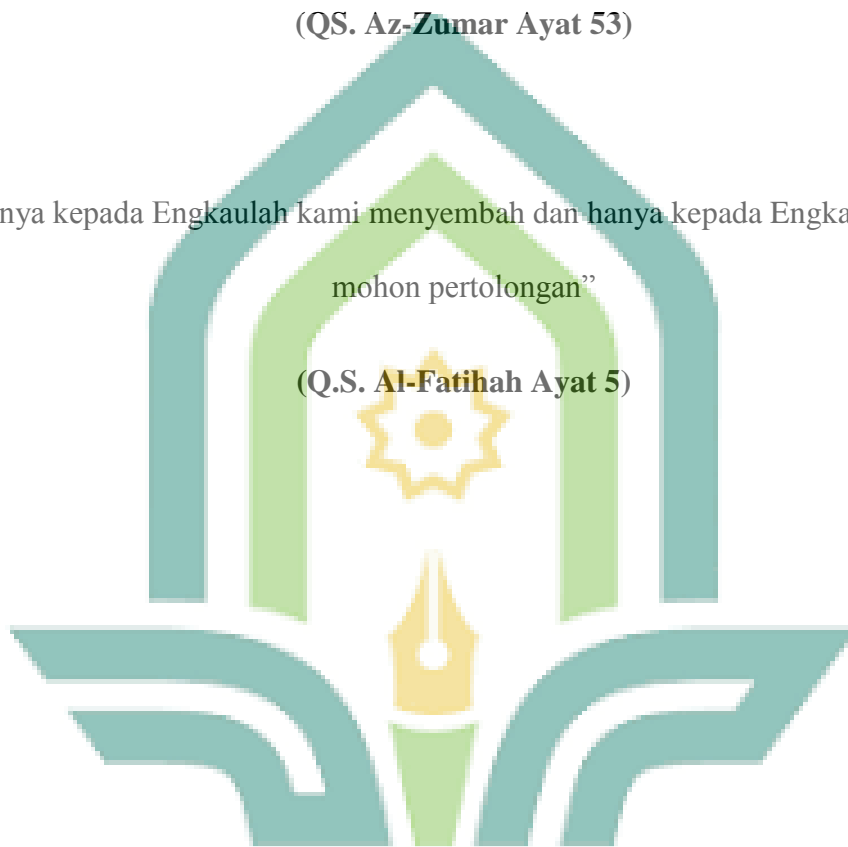 (QS. Az-Zumar Ayat 53)
nya kepada Engkaulah kami menyembah dan hanya kepada Engka
mohon pertolongan”
(Q.S. Al-Fatihah Ayat 5)